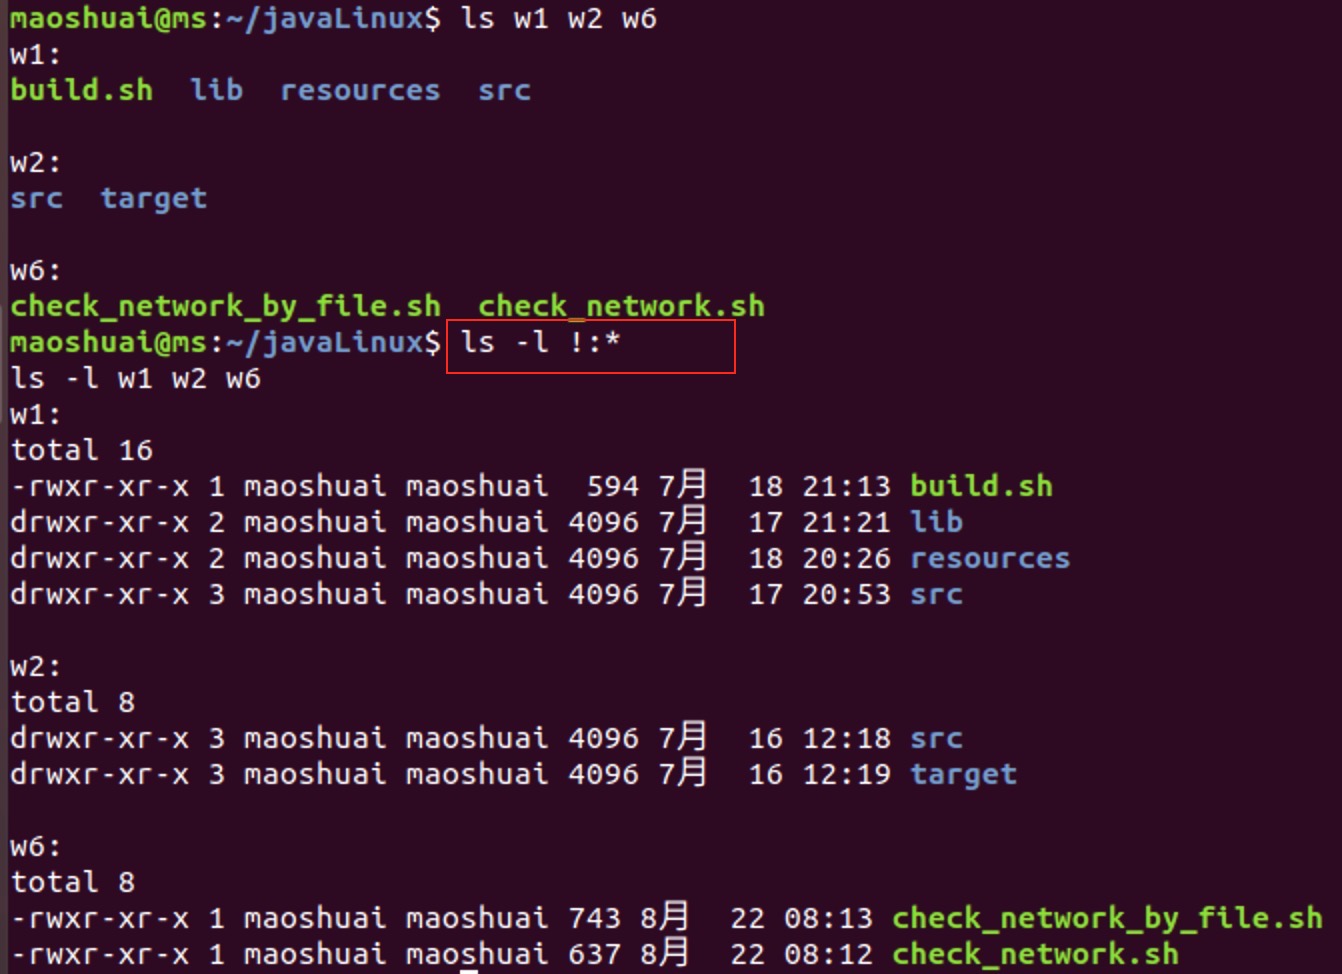 maoshuai@ms:~/javaLinux$ ls w1 w2 w6
w1:
build.sh  lib  resources  src
w2:
src  target
w6:
check_network_by_file.sh  check_network.sh
maoshuai@ms:~/javaLinux$ ls -l !:*
ls -l w1 w2 w6
w1:
total 16
-rwxr-xr-x 1 maoshuai maoshuai  594 7月  18 21:13 build.sh
drwxr-xr-x 2 maoshuai maoshuai 4096 7月  17 21:21 lib
drwxr-xr-x 2 maoshuai maoshuai 4096 7月  18 20:26 resources
drwxr-xr-x 3 maoshuai maoshuai 4096 7月  17 20:53 src
w2:
total 8
drwxr-xr-x 3 maoshuai maoshuai 4096 7月  16 12:18 src
drwxr-xr-x 3 maoshuai maoshuai 4096 7月  16 12:19 target
w6:
total 8
-rwxr-xr-x 1 maoshuai maoshuai 743 8月  22 08:13 check_network_by_file.sh
-rwxr-xr-x 1 maoshuai maoshuai 637 8月  22 08:12 check_network.sh